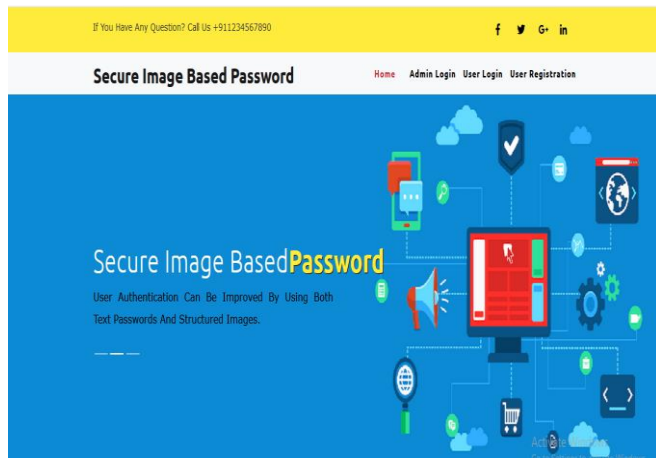 If You Have Any Question? Call Us +911234567890
f G+ in
Secure Image Based Password
Home Admin Login User Login User Registration
Secure Image BasedPassword
User Authentication Can Be Improved By Using Both
Text Passwords And Structured Images.